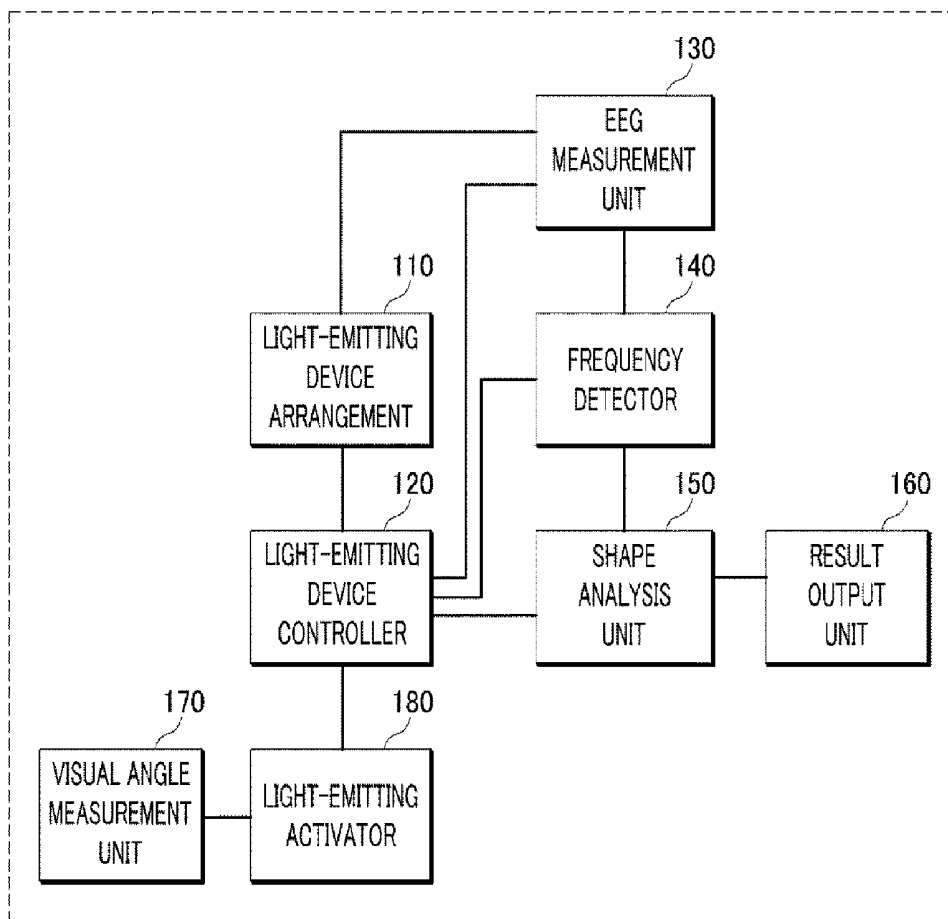 130
EEG
MEASUREMENT
UNIT
110
LIGHT-EMITTING
DEVICE
ARRANGEMENT
140
FREQUENCY
DETECTOR
120
LIGHT-EMITTING
DEVICE
CONTROLLER
150
SHAPE
ANALYSIS
UNIT
160
RESULT
OUTPUT
UNIT
170
VISUAL ANGLE
MEASUREMENT
UNIT
180
LIGHT-EMITTING
ACTIVATOR